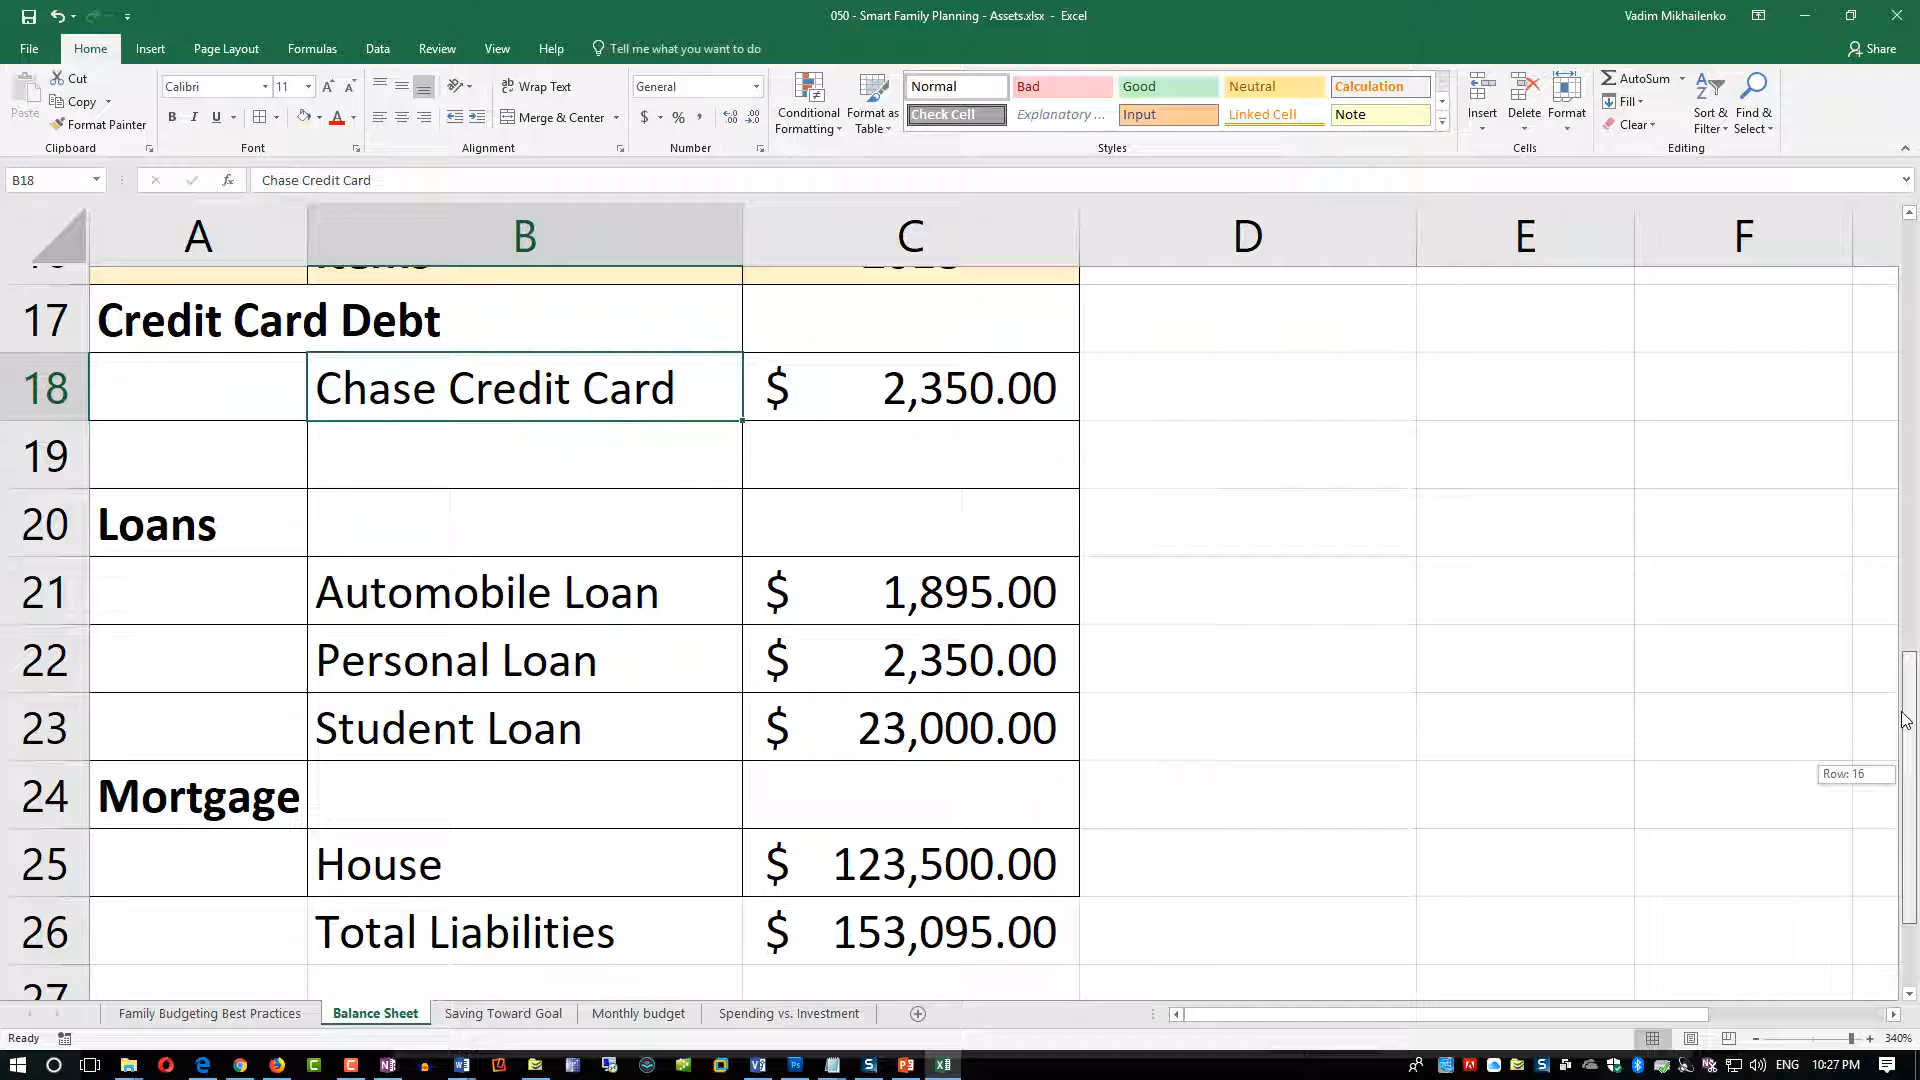 050 - Smart Family Planning - Assets.xlsx - Excel
Vadim Mikhailenko
File Home Insert Page Layout Formulas Data Review View Help Tell me what you want to do
Share
Paste
Cut
Copy
Format Painter
Clipboard
Calibri 11
B I U
Font
Wrap Text
Merge & Center
Alignment
General
$ % ,
Number
Conditional Formatting
Format as Table
Normal Bad Good Neutral Calculation
Check Cell Explanatory ... Input Linked Cell Note
Styles
Insert Delete Format
Cells
AutoSum
Fill
Clear
Sort & Filter
Find & Select
Editing
B18
fx
Chase Credit Card
A B C D E F
17 Credit Card Debt
18 Chase Credit Card $ 2,350.00
19
20 Loans
21 Automobile Loan $ 1,895.00
22 Personal Loan $ 2,350.00
23 Student Loan $ 23,000.00
24 Mortgage
25 House $ 123,500.00
26 Total Liabilities $ 153,095.00
27
Row: 16
Family Budgeting Best Practices Balance Sheet Saving Toward Goal Monthly budget Spending vs. Investment
Ready
340%
ENG 10:27 PM